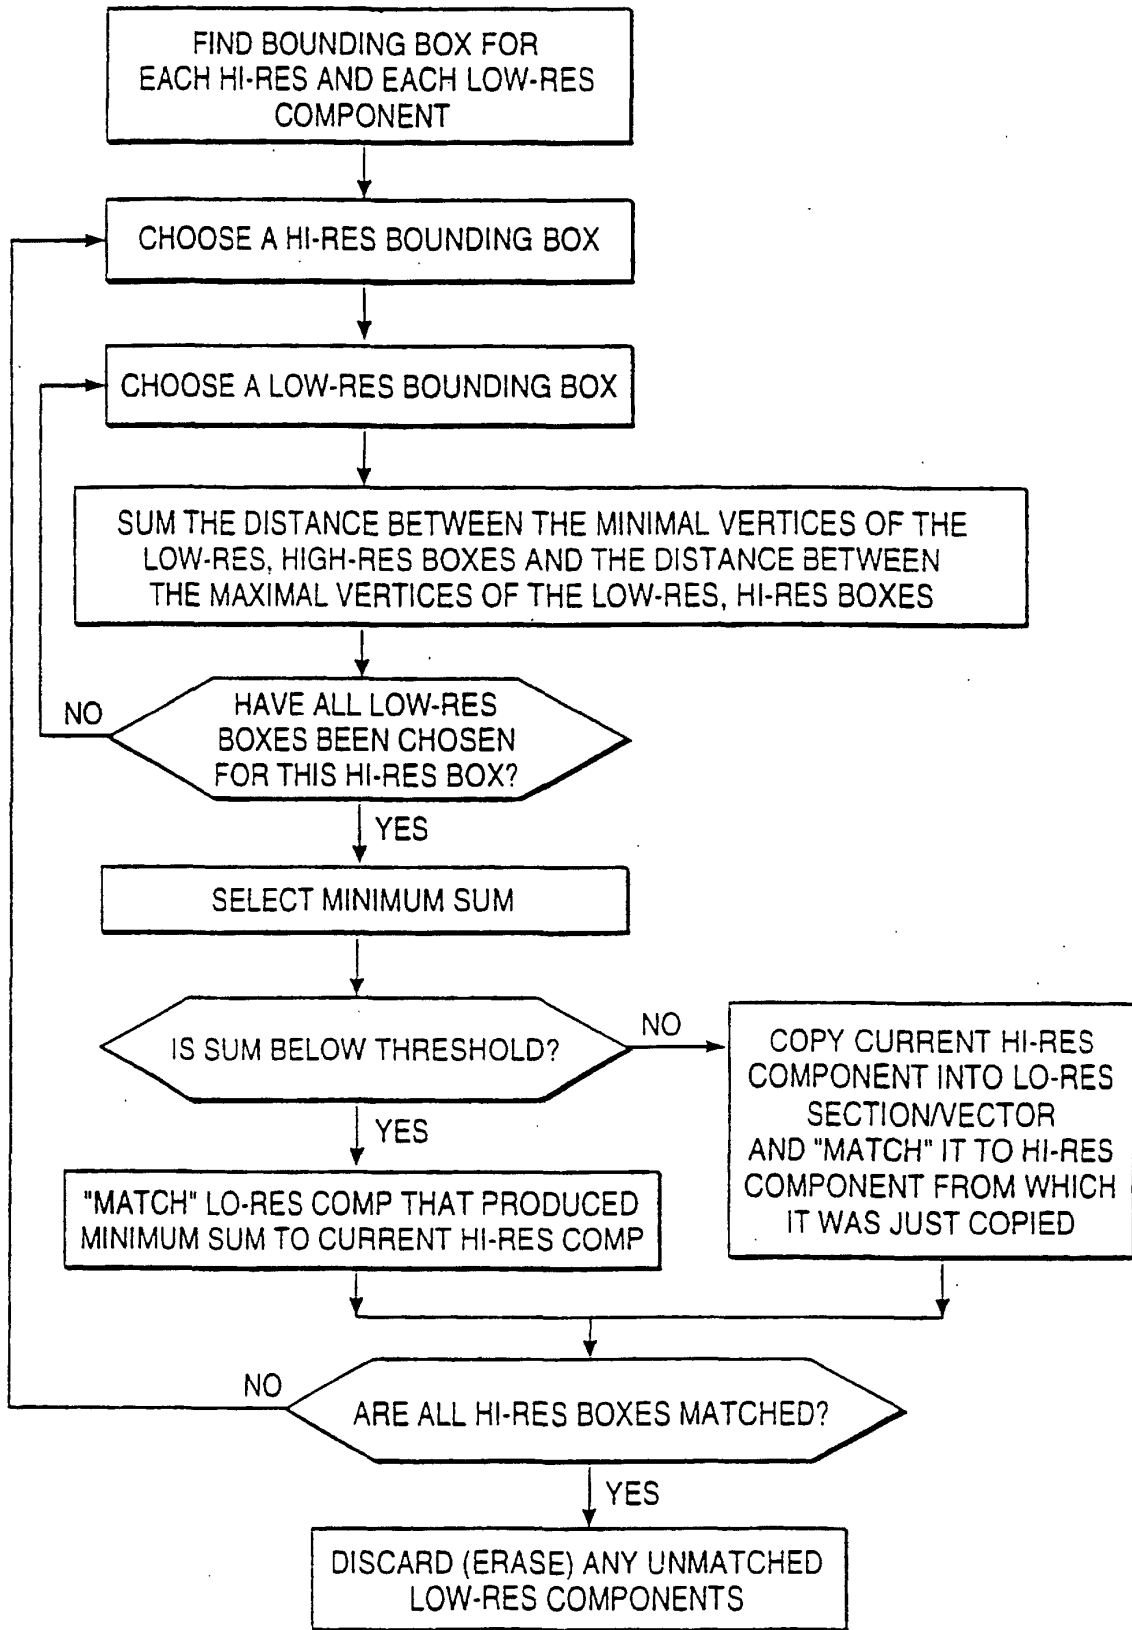 FIND BOUNDING BOX FOR
EACH HI-RES AND EACH LOW-RES
COMPONENT
CHOOSE A HI-RES BOUNDING BOX
CHOOSE A LOW-RES BOUNDING BOX
SUM THE DISTANCE BETWEEN THE MINIMAL VERTICES OF THE
LOW-RES, HIGH-RES BOXES AND THE DISTANCE BETWEEN
THE MAXIMAL VERTICES OF THE LOW-RES, HI-RES BOXES
NO
HAVE ALL LOW-RES
BOXES BEEN CHOSEN
FOR THIS HI-RES BOX?
YES
SELECT MINIMUM SUM
IS SUM BELOW THRESHOLD?
NO
COPY CURRENT HI-RES
COMPONENT INTO LO-RES
SECTION/VECTOR
AND "MATCH" IT TO HI-RES
COMPONENT FROM WHICH
IT WAS JUST COPIED
YES
"MATCH" LO-RES COMP THAT PRODUCED
MINIMUM SUM TO CURRENT HI-RES COMP
NO
ARE ALL HI-RES BOXES MATCHED?
YES
DISCARD (ERASE) ANY UNMATCHED
LOW-RES COMPONENTS